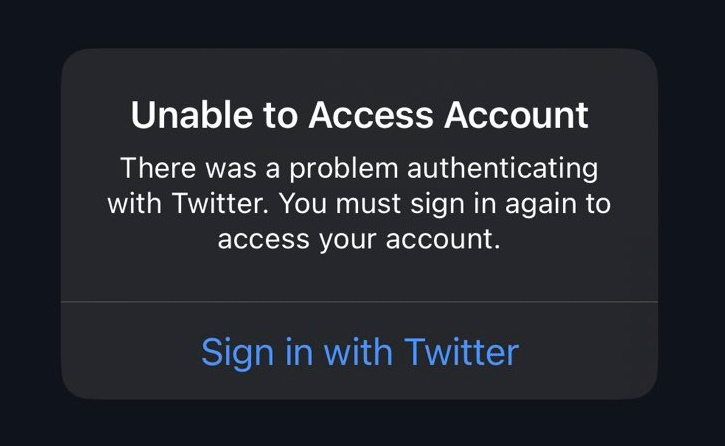 Unable to Access Account
There was a problem authenticating
with Twitter. You must sign in again to
access your account.
Sign in with Twitter